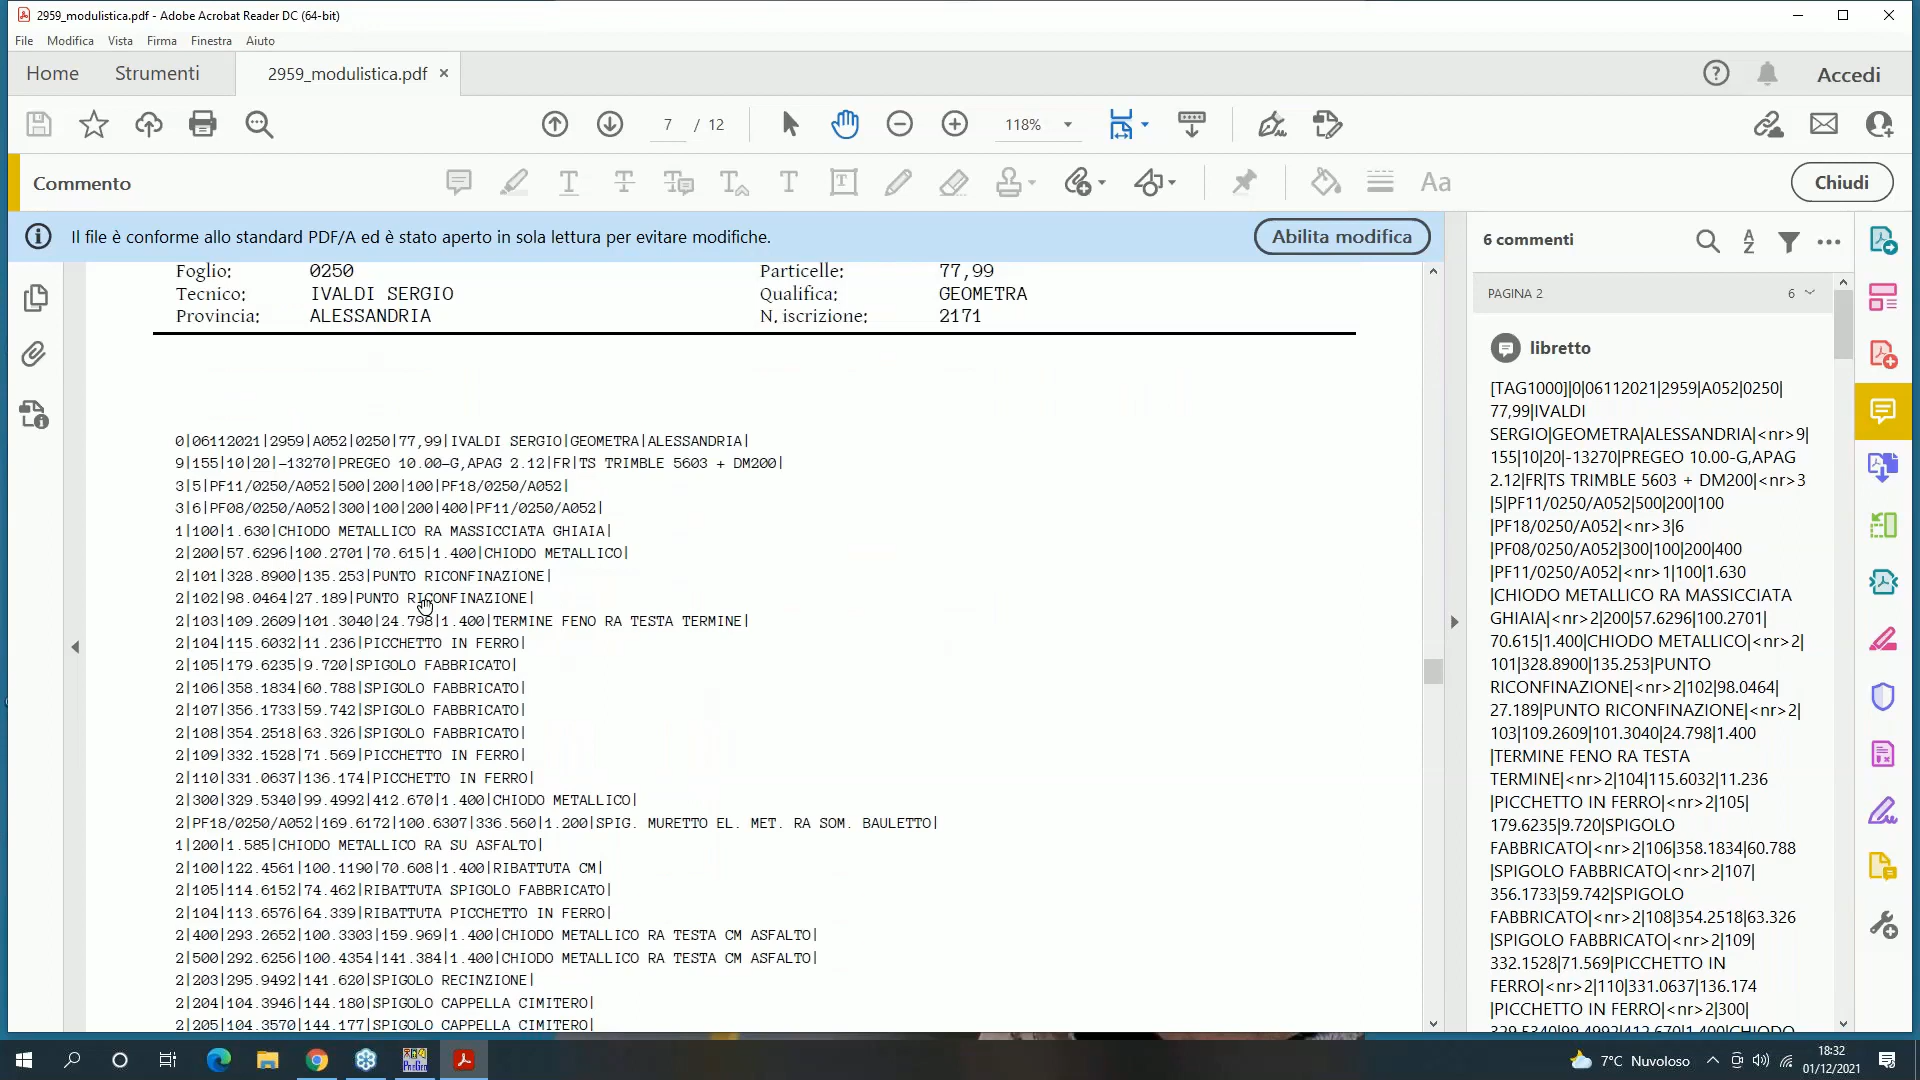 2959_modulistica.pdf - Adobe Acrobat Reader DC (64-bit)
File Modifica Vista Firma Finestra Aiuto
Home Strumenti 2959_modulistica.pdf × Accedi
7 / 12 118%
Commento Chiudi
Il file è conforme allo standard PDF/A ed è stato aperto in sola lettura per evitare modifiche. Abilita modifica
Foglio: 0250 Particelle: 77,99
Tecnico: IVALDI SERGIO Qualifica: GEOMETRA
Provincia: ALESSANDRIA N. iscrizione: 2171
0|06112021|2959|A052|0250|77,99|IVALDI SERGIO|GEOMETRA|ALESSANDRIA|
9|155|10|20|-13270|PREGEO 10.00-G,APAG 2.12|FR|TS TRIMBLE 5603 + DM200|
3|5|PF11/0250/A052|500|200|100|PF18/0250/A052|
3|6|PF08/0250/A052|300|100|200|400|PF11/0250/A052|
1|100|1.630|CHIODO METALLICO RA MASSICCIATA GHIAIA|
2|200|57.6296|100.2701|70.615|1.400|CHIODO METALLICO|
2|101|328.8900|135.253|PUNTO RICONFINAZIONE|
2|102|98.0464|27.189|PUNTO RICONFINAZIONE|
2|103|109.2609|101.3040|24.798|1.400|TERMINE FENO RA TESTA TERMINE|
2|104|115.6032|11.236|PICCHETTO IN FERRO|
2|105|179.6235|9.720|SPIGOLO FABBRICATO|
2|106|358.1834|60.788|SPIGOLO FABBRICATO|
2|107|356.1733|59.742|SPIGOLO FABBRICATO|
2|108|354.2518|63.326|SPIGOLO FABBRICATO|
2|109|332.1528|71.569|PICCHETTO IN FERRO|
2|110|331.0637|136.174|PICCHETTO IN FERRO|
2|300|329.5340|99.4992|412.670|1.400|CHIODO METALLICO|
2|PF18/0250/A052|169.6172|100.6307|336.560|1.200|SPIG. MURETTO EL. MET. RA SOM. BAULETTO|
1|200|1.585|CHIODO METALLICO RA SU ASFALTO|
2|100|122.4561|100.1190|70.608|1.400|RIBATTUTA CM|
2|105|114.6152|74.462|RIBATTUTA SPIGOLO FABBRICATO|
2|104|113.6576|64.339|RIBATTUTA PICCHETTO IN FERRO|
2|400|293.2652|100.3303|159.969|1.400|CHIODO METALLICO RA TESTA CM ASFALTO|
2|500|292.6256|100.4354|141.384|1.400|CHIODO METALLICO RA TESTA CM ASFALTO|
2|203|295.9492|141.620|SPIGOLO RECINZIONE|
2|204|104.3946|144.180|SPIGOLO CAPPELLA CIMITERO|
2|205|104.3570|144.177|SPIGOLO CAPPELLA CIMITERO|
6 commenti
PAGINA 2 6
libretto
[TAG1000]|0|06112021|2959|A052|0250|
77,99|IVALDI
SERGIO|GEOMETRA|ALESSANDRIA|<nr>9|
155|10|20|-13270|PREGEO 10.00-G,APAG
2.12|FR|TS TRIMBLE 5603 + DM200|<nr>3
|5|PF11/0250/A052|500|200|100
|PF18/0250/A052|<nr>3|6
|PF08/0250/A052|300|100|200|400
|PF11/0250/A052|<nr>1|100|1.630
|CHIODO METALLICO RA MASSICCIATA
GHIAIA|<nr>2|200|57.6296|100.2701|
70.615|1.400|CHIODO METALLICO|<nr>2|
101|328.8900|135.253|PUNTO
RICONFINAZIONE|<nr>2|102|98.0464|
27.189|PUNTO RICONFINAZIONE|<nr>2|
103|109.2609|101.3040|24.798|1.400
|TERMINE FENO RA TESTA
TERMINE|<nr>2|104|115.6032|11.236
|PICCHETTO IN FERRO|<nr>2|105|
179.6235|9.720|SPIGOLO
FABBRICATO|<nr>2|106|358.1834|60.788
|SPIGOLO FABBRICATO|<nr>2|107|
356.1733|59.742|SPIGOLO
FABBRICATO|<nr>2|108|354.2518|63.326
|SPIGOLO FABBRICATO|<nr>2|109|
332.1528|71.569|PICCHETTO IN
FERRO|<nr>2|110|331.0637|136.174
|PICCHETTO IN FERRO|<nr>2|300|
329.5340|99.4992|412.670|1.400|CHIODO
7°C Nuvoloso
18:32
01/12/2021